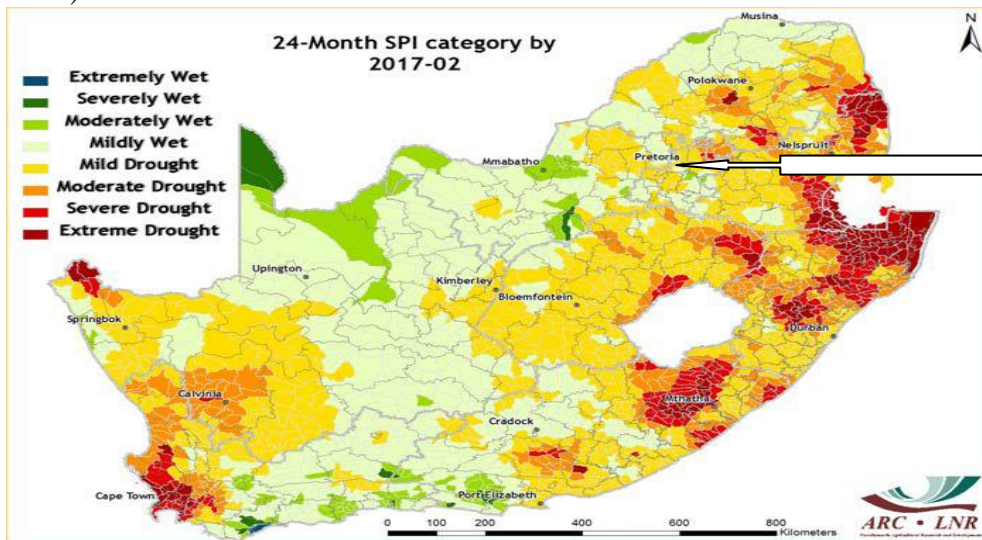 24-Month SPI category by
2017-02
N
Extremely Wet
Severely Wet
Moderately Wet
Mildly Wet
Mild Drought
Moderate Drought
Severe Drought
Extreme Drought
Musina
Polokwane
Nelspruit
Pretoria
Mmabatho
Upington
Kimberley
Bloemfontein
Springbok
Durban
Calvinia
Mthatha
Cradock
Cape Town
Port Elizabeth
0 100 200 400 600 800
Kilometers
ARC • LNR